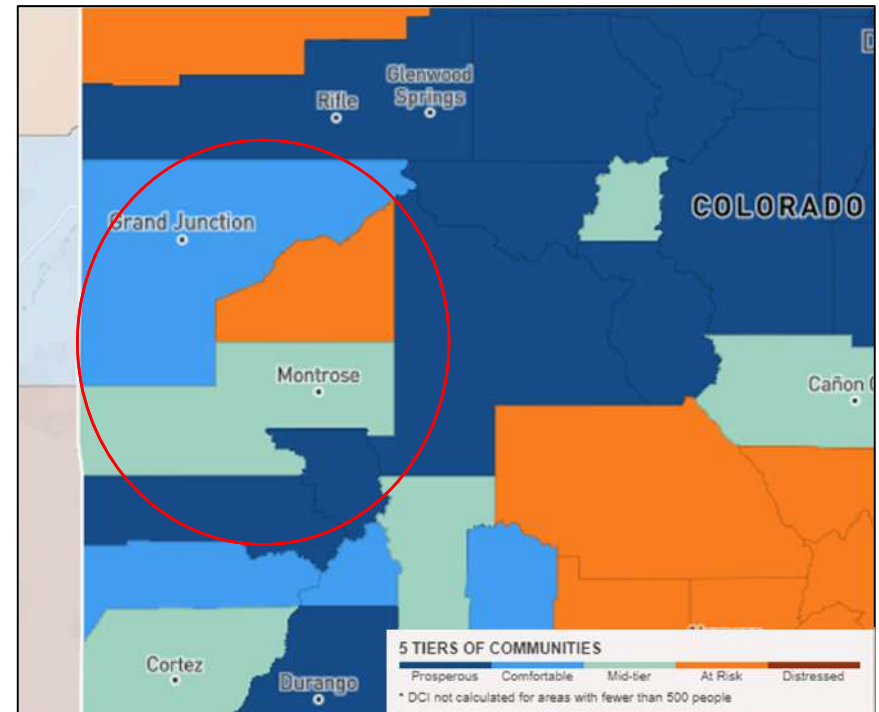 Glenwood
Springs
Rifle
Grand Junction
COLORADO
Montrose
Cañon
Cortez
Durango
5 TIERS OF COMMUNITIES
Prosperous Comfortable Mid-tier At Risk Distressed
* DCI not calculated for areas with fewer than 500 people